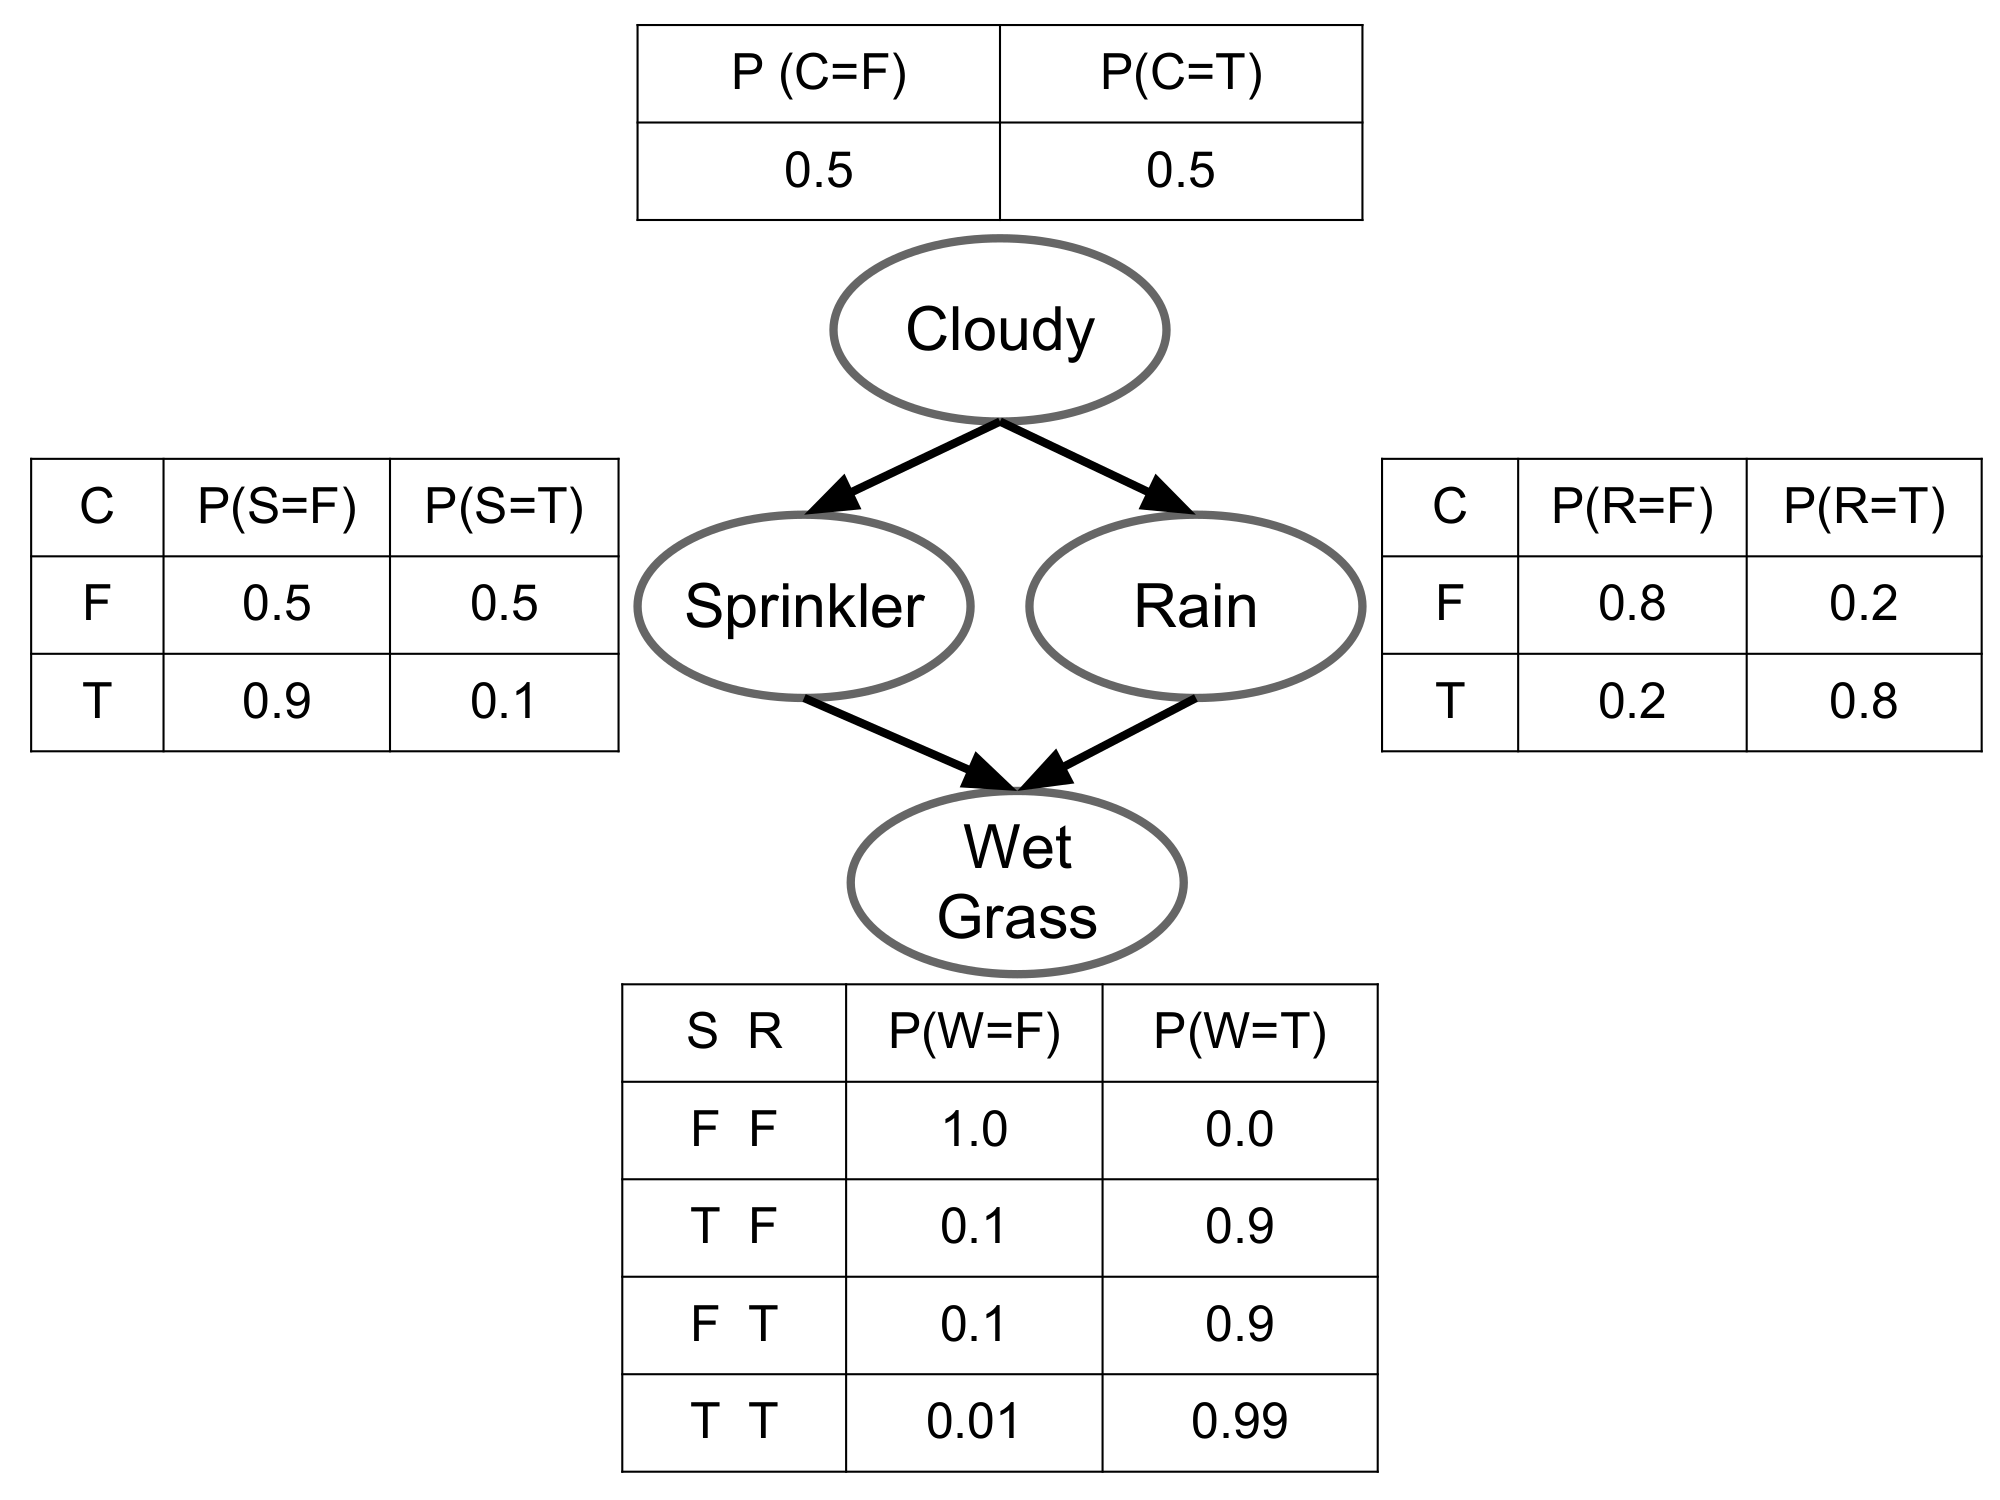 P (C=F) P(C=T)
0.5 0.5
Cloudy
C P(S=F) P(S=T)
F 0.5 0.5
T 0.9 0.1
Sprinkler
Rain
C P(R=F) P(R=T)
F 0.8 0.2
T 0.2 0.8
Wet
Grass
S R P(W=F) P(W=T)
F F 1.0 0.0
T F 0.1 0.9
F T 0.1 0.9
T T 0.01 0.99